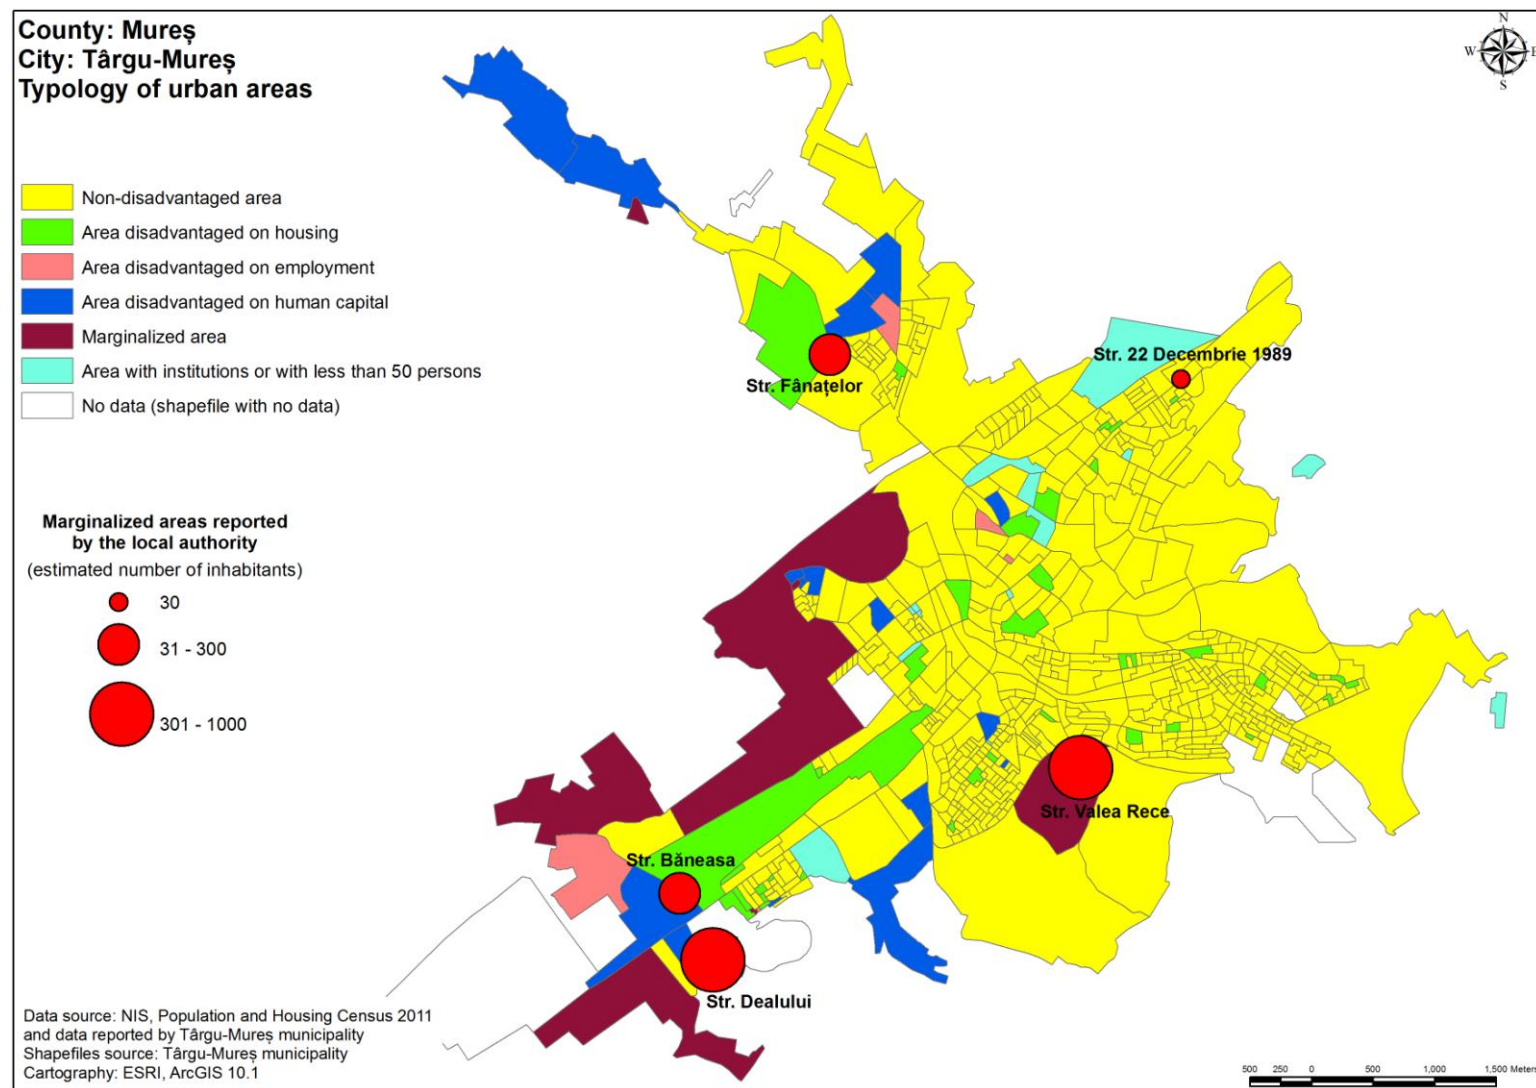 County: Mureș
City: Târgu-Mureș
Typology of urban areas
N
W
E
S
Non-disadvantaged area
Area disadvantaged on housing
Area disadvantaged on employment
Area disadvantaged on human capital
Marginalized area
Area with institutions or with less than 50 persons
No data (shapefile with no data)
Str. 22 Decembrie 1989
Str. Fânațelor
Marginalized areas reported
by the local authority
(estimated number of inhabitants)
30
31 - 300
301 - 1000
Str. Valea Rece
Str. Băneasa
Str. Dealului
Data source: NIS, Population and Housing Census 2011
and data reported by Târgu-Mureș municipality
Shapefiles source: Târgu-Mureș municipality
Cartography: ESRI, ArcGIS 10.1
500 250 0 500 1,000 1,500 Meters